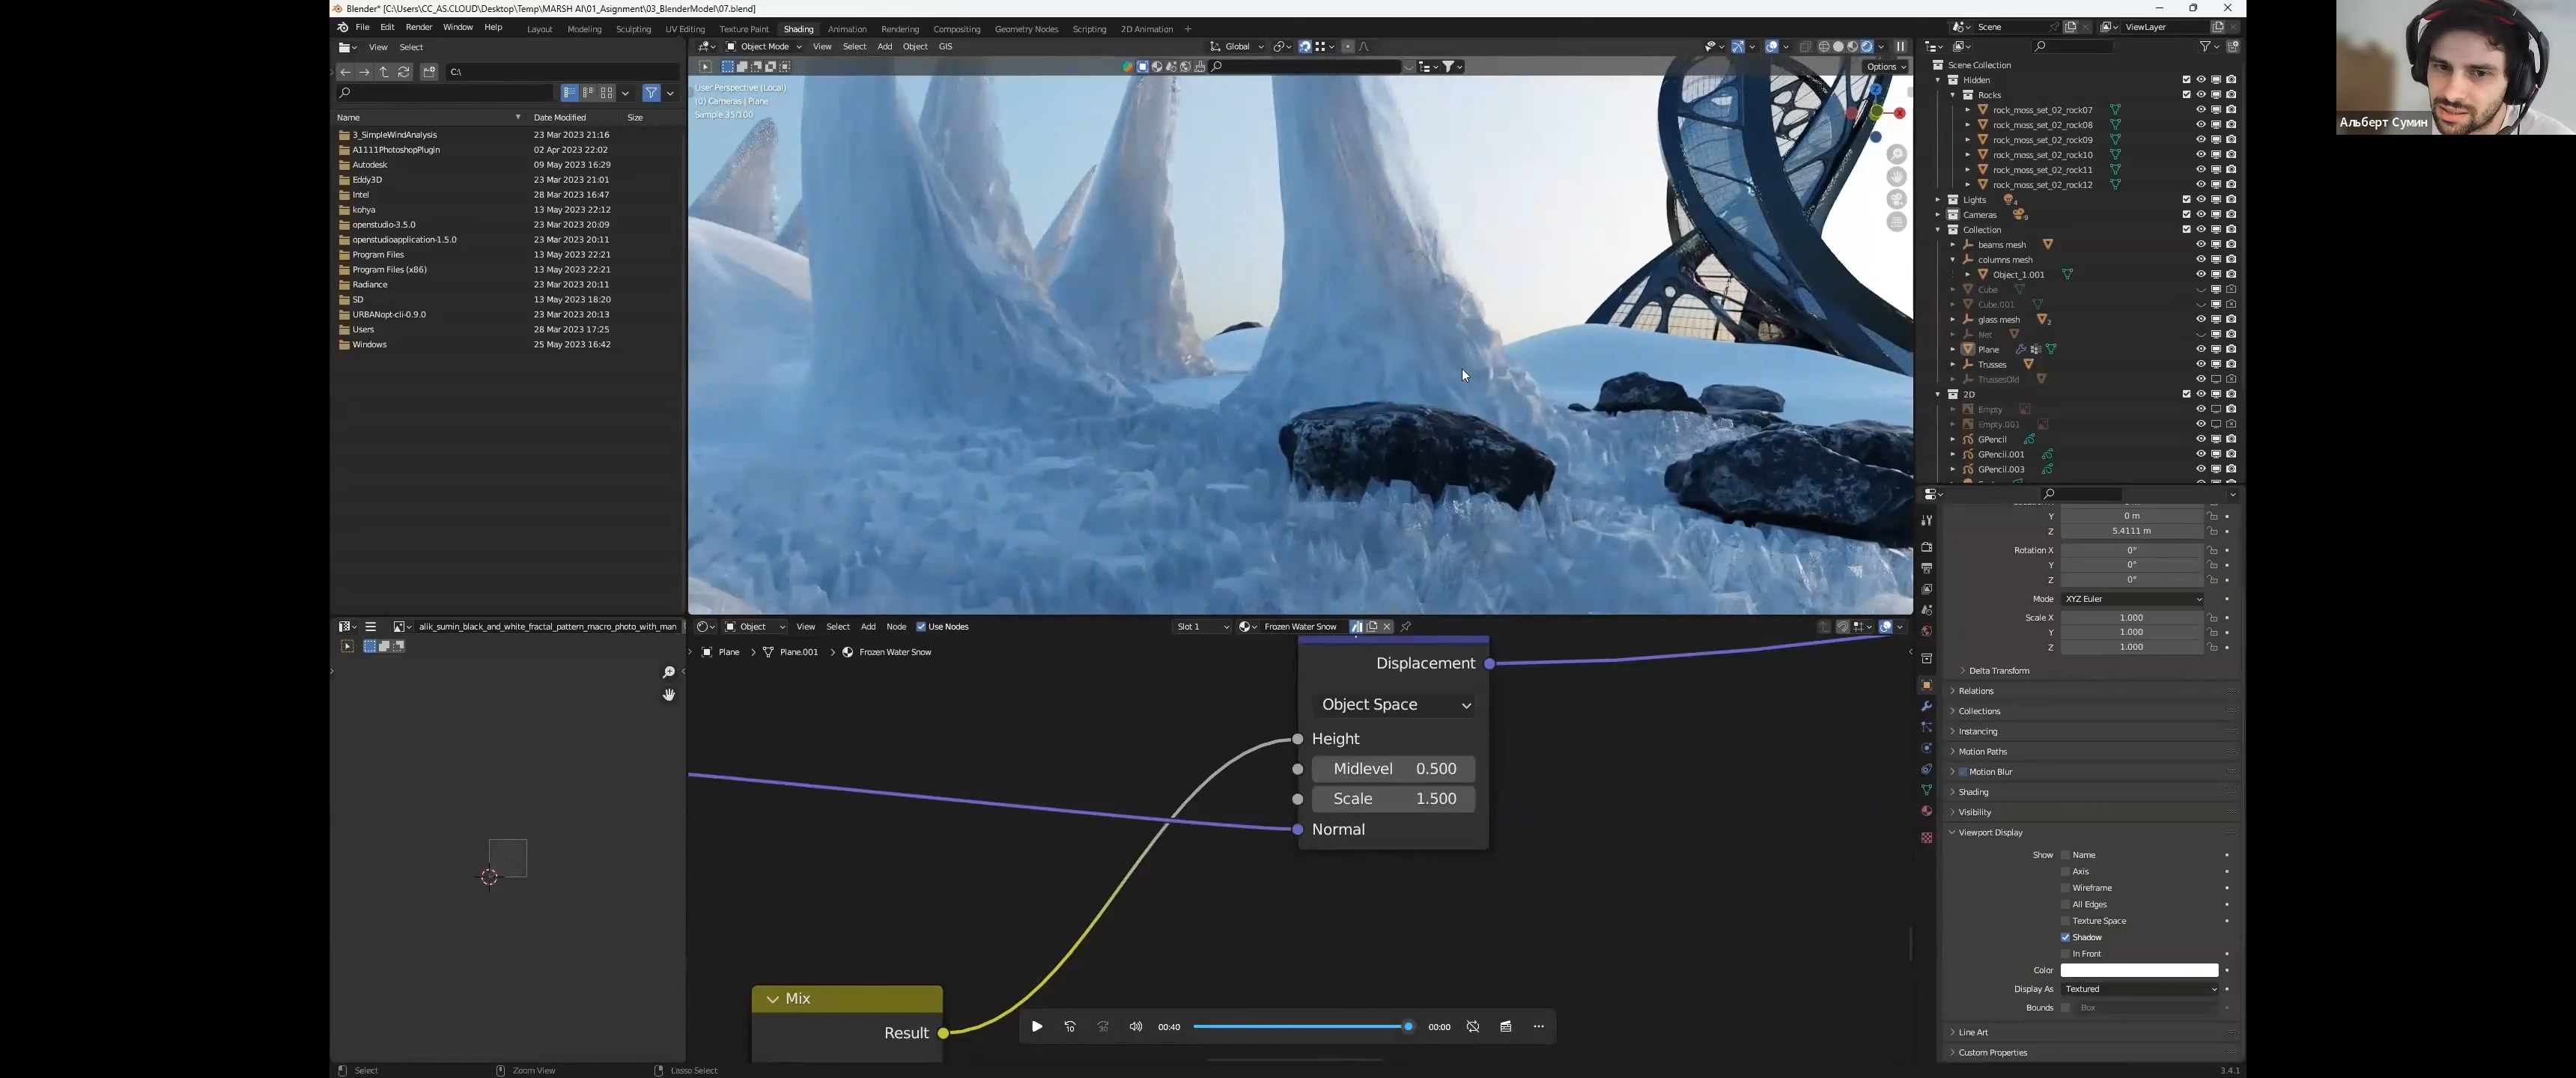 Blender* [C:\Users\CC_AS.CLOUD\Desktop\Temp\MARSH AI\01_Asignment\03_BlenderModel\07.blend]
File Edit Render Window Help Layout Modeling Sculpting UV Editing Texture Paint Shading Animation Rendering Compositing Geometry Nodes Scripting 2D Animation + Scene ViewLayer
View Select
C:\
Name Date Modified Size
3_SimpleWindAnalysis 23 Mar 2023 21:16
A1111PhotoshopPlugin 02 Apr 2023 22:02
Autodesk 09 May 2023 16:29
Eddy3D 23 Mar 2023 21:01
Intel 28 Mar 2023 16:47
kohya 13 May 2023 22:12
openstudio-3.5.0 23 Mar 2023 20:09
openstudioapplication-1.5.0 23 Mar 2023 20:11
Program Files 13 May 2023 22:21
Program Files (x86) 13 May 2023 22:21
Radiance 23 Mar 2023 20:11
SD 13 May 2023 18:20
URBANopt-cli-0.9.0 23 Mar 2023 20:13
Users 28 Mar 2023 17:25
Windows 25 May 2023 16:42
Object Mode View Select Add Object GIS Global
Options
User Perspective (Local)
(0) Cameras | Plane
Sample 35/100
Z
X
Scene Collection
Hidden
Rocks
rock_moss_set_02_rock07
rock_moss_set_02_rock08
rock_moss_set_02_rock09
rock_moss_set_02_rock10
rock_moss_set_02_rock11
rock_moss_set_02_rock12
Lights 4
Cameras 9
Collection
beams mesh
columns mesh
Object_1.001
Cube
Cube.001
glass mesh 2
Net
Plane
Trusses
TrussesOld
2D
Empty
Empty.001
GPencil
GPencil.001
GPencil.003
Y 0 m
Z 5.4111 m
Rotation X 0°
Y 0°
Z 0°
Mode XYZ Euler
Scale X 1.000
Y 1.000
Z 1.000
Delta Transform
Relations
Collections
Instancing
Motion Paths
Motion Blur
Shading
Visibility
Viewport Display
Show Name
Axis
Wireframe
All Edges
Texture Space
Shadow
In Front
Color
Display As Textured
Bounds Box
Line Art
Custom Properties
alik_sumin_black_and_white_fractal_pattern_macro_photo_with_man
Object View Select Add Node Use Nodes Slot 1 Frozen Water Snow
Plane > Plane.001 > Frozen Water Snow
Displacement
Object Space
Height
Midlevel 0.500
Scale 1.500
Normal
Mix
Result
10 30 00:40 00:00
Select Zoom View Lasso Select 3.4.1
Альберт Сумин